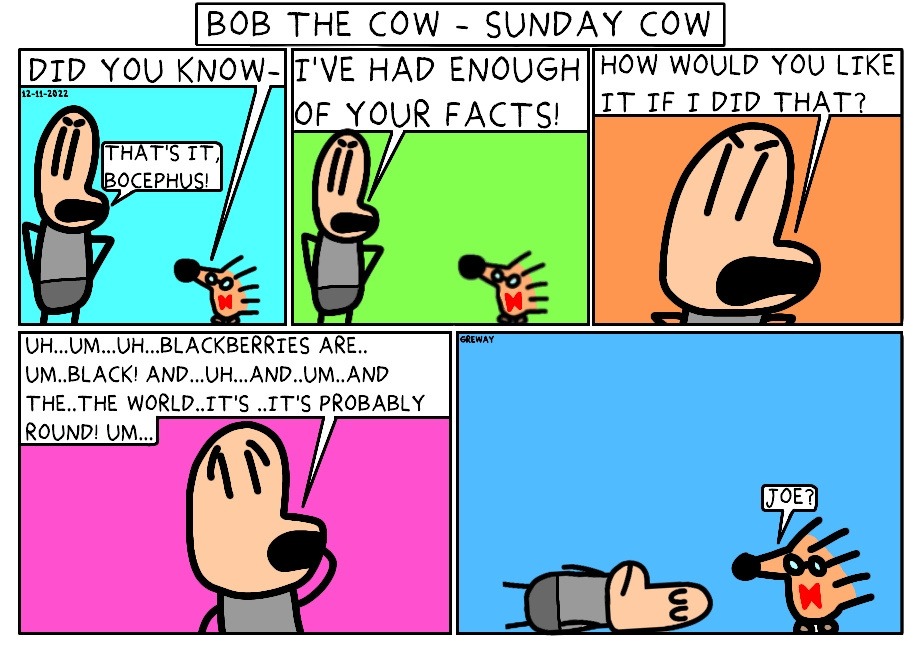 BOB THE COW - SUNDAY COW
DID YOU KNOW-
12-11-2022
THAT'S IT,
BOCEPHUS!
I'VE HAD ENOUGH
OF YOUR FACTS!
HOW WOULD YOU LIKE
IT IF I DID THAT?
UH...UM...UH...BLACKBERRIES ARE..
UM..BLACK! AND...UH...AND..UM..AND
THE..THE WORLD..IT'S ..IT'S PROBABLY
ROUND! UM...
GREWAY
JOE?